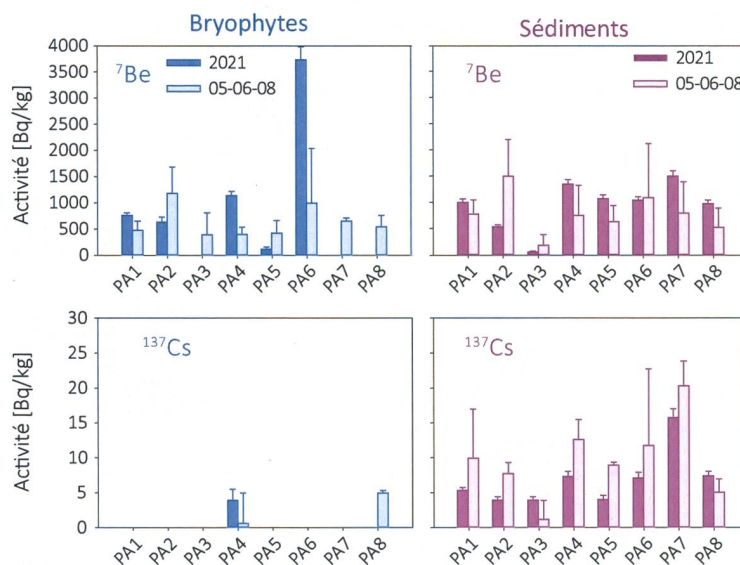 Bryophytes
Sédiments
Activité [Bq/kg]
4000
3500
3000
2500
2000
1500
1000
500
0
⁷Be
2021
05-06-08
PA1 PA2 PA3 PA4 PA5 PA6 PA7 PA8
⁷Be
2021
05-06-08
PA1 PA2 PA3 PA4 PA5 PA6 PA7 PA8
Activité [Bq/kg]
30
25
20
15
10
5
0
¹³⁷Cs
PA1 PA2 PA3 PA4 PA5 PA6 PA7 PA8
¹³⁷Cs
PA1 PA2 PA3 PA4 PA5 PA6 PA7 PA8